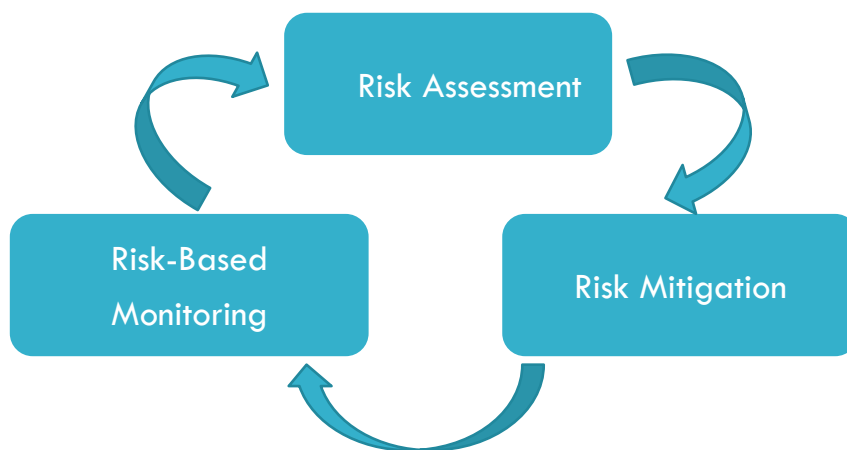 Risk Assessment
Risk-Based
Monitoring
Risk Mitigation